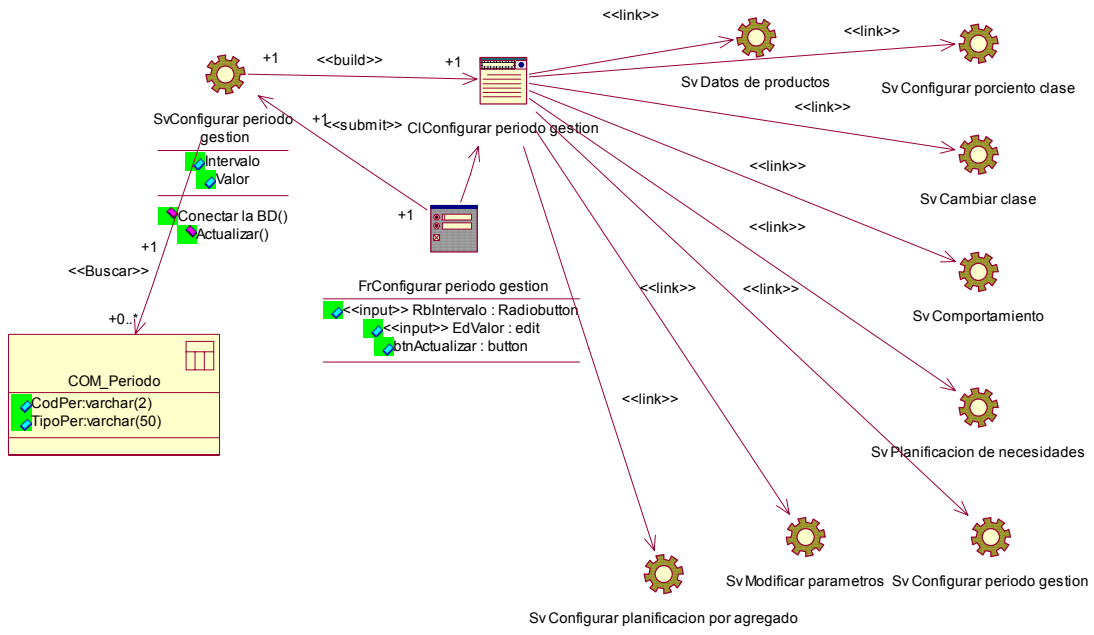 <<link>>
<<link>>
+1
<<build>>
+1
Sv Datos de productos
Sv Configurar porciento clase
<<link>>
SvConfigurar periodo
gestion
+1
<<submit>>
ClConfigurar periodo gestion
Intervalo
Valor
<<link>>
Sv Cambiar clase
Conectar la BD()
Actualizar()
+1
+1
<<link>>
<<Buscar>>
FrConfigurar periodo gestion
<<link>>
<<link>>
<<input>> RbIntervalo : Radiobutton
<<input>> EdValor : edit
btnActualizar : button
Sv Comportamiento
+0..*
COM_Periodo
CodPer:varchar(2)
TipoPer:varchar(50)
<<link>>
Sv Planificacion de necesidades
Sv Modificar parametros
Sv Configurar periodo gestion
Sv Configurar planificacion por agregado